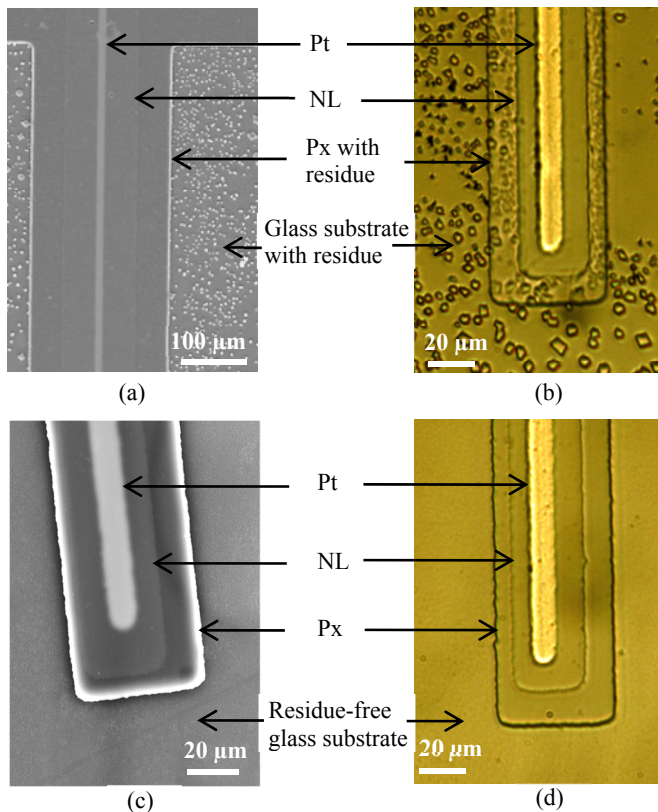 Pt
NL
Px with
residue
Glass substrate
with residue
100 µm
20 µm
(a)
(b)
Pt
NL
Px
Residue-free
glass substrate
20 µm
20 µm
(c)
(d)